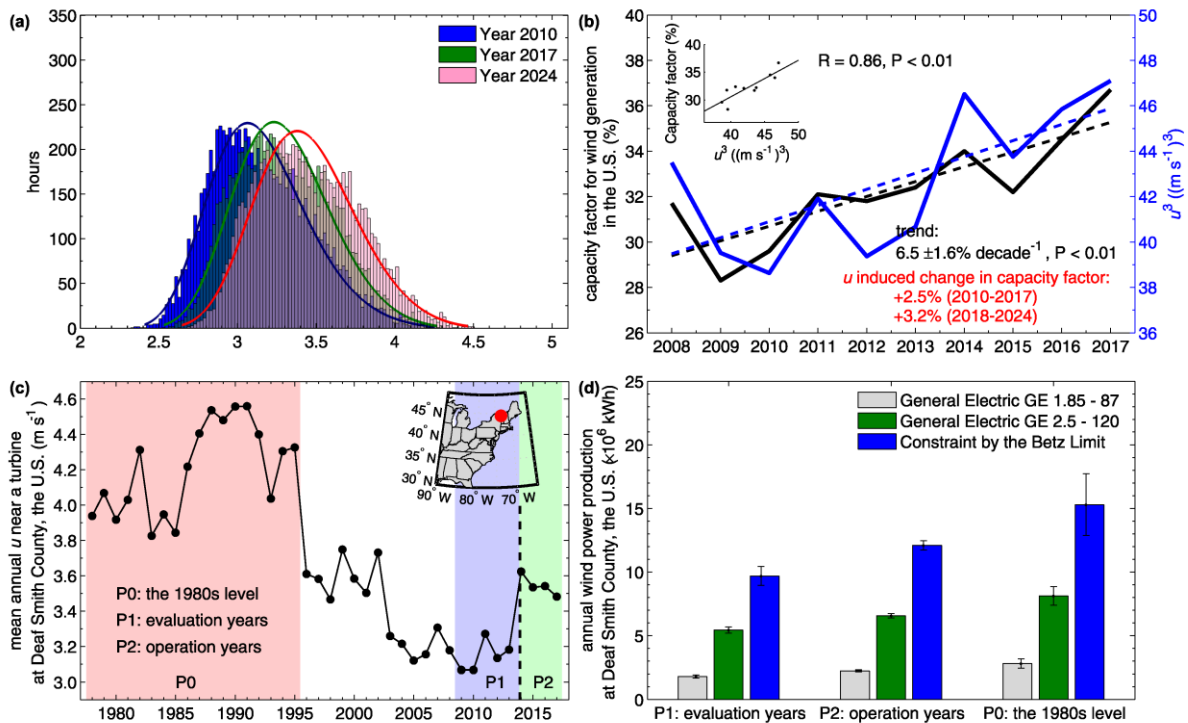 (a)
350
300
250
200
150
100
50
0
hours
2
2.5
3
3.5
4
4.5
5
Year 2010
Year 2017
Year 2024
(b)
40
38
36
34
32
30
28
26
capacity factor for wind generation
in the U.S. (%)
Capacity factor (%)
35
30
40
45
50
u³ ((m s⁻¹)³)
R = 0.86, P < 0.01
trend:
6.5 ±1.6% decade⁻¹ , P < 0.01
u induced change in capacity factor:
+2.5% (2010-2017)
+3.2% (2018-2024)
2008 2009 2010 2011 2012 2013 2014 2015 2016 2017
50
48
46
44
42
40
38
36
u³ ((m s⁻¹)³)
(c)
4.6
4.4
4.2
4.0
3.8
3.6
3.4
3.2
3.0
mean annual u near a turbine
at Deaf Smith County, the U.S. (m s⁻¹)
P0: the 1980s level
P1: evaluation years
P2: operation years
P0
P1
P2
45° N
40° N
35° N
30° N
90° W 80° W 70° W
1980 1985 1990 1995 2000 2005 2010 2015
(d)
25
20
15
10
5
0
annual wind power production
at Deaf Smith County, the U.S. (×10⁶ kWh)
General Electric GE 1.85 - 87
General Electric GE 2.5 - 120
Constraint by the Betz Limit
P1: evaluation years
P2: operation years
P0: the 1980s level